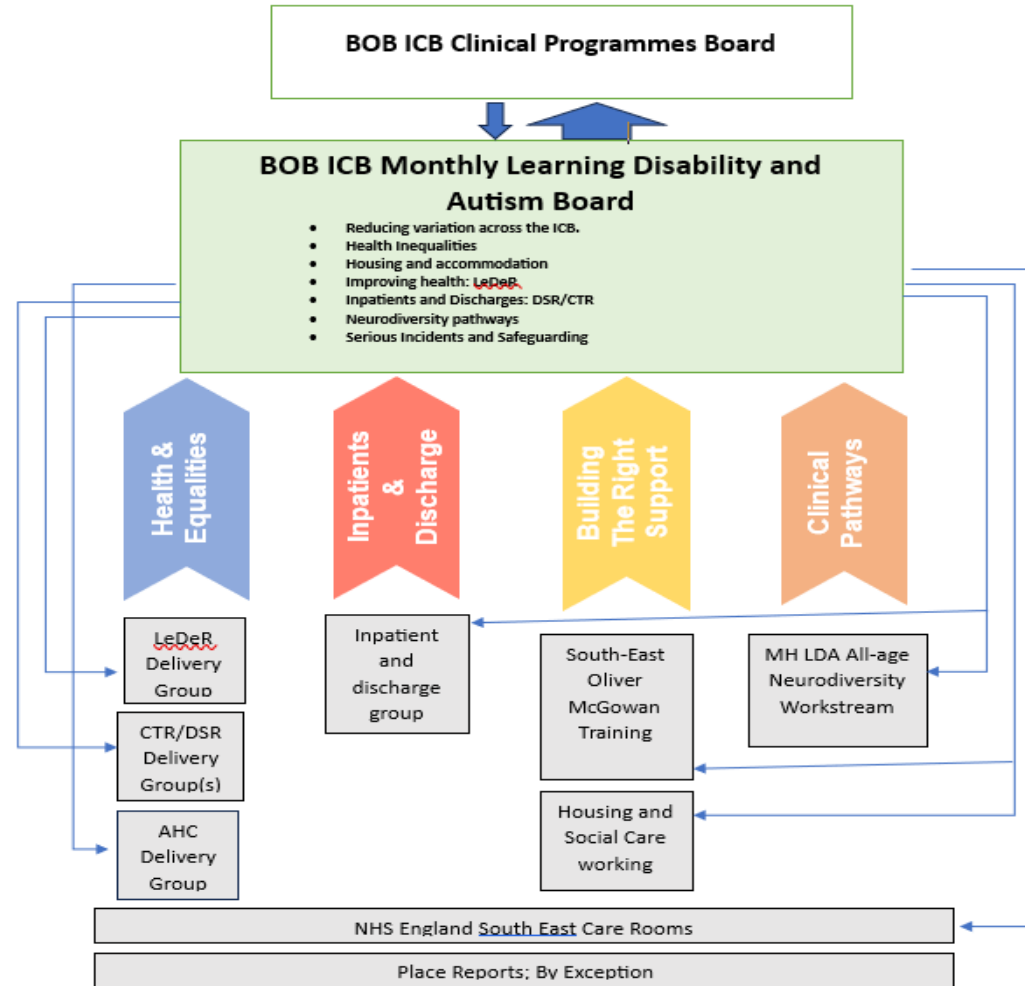 BOB ICB Clinical Programmes Board
BOB ICB Monthly Learning Disability and
Autism Board
• Reducing variation across the ICB.
• Health Inequalities
• Housing and accommodation
• Improving health: LeDeR
• Inpatients and Discharges: DSR/CTR
• Neurodiversity pathways
• Serious Incidents and Safeguarding
Health &
Equalities
Inpatients
&
Discharge
Building
The Right
Support
Clinical
Pathways
LeDeR
Delivery
Group
CTR/DSR
Delivery
Group(s)
AHC
Delivery
Group
Inpatient
and
discharge
group
South-East
Oliver
McGowan
Training
Housing and
Social Care
working
MH LDA All-age
Neurodiversity
Workstream
NHS England South East Care Rooms
Place Reports; By Exception